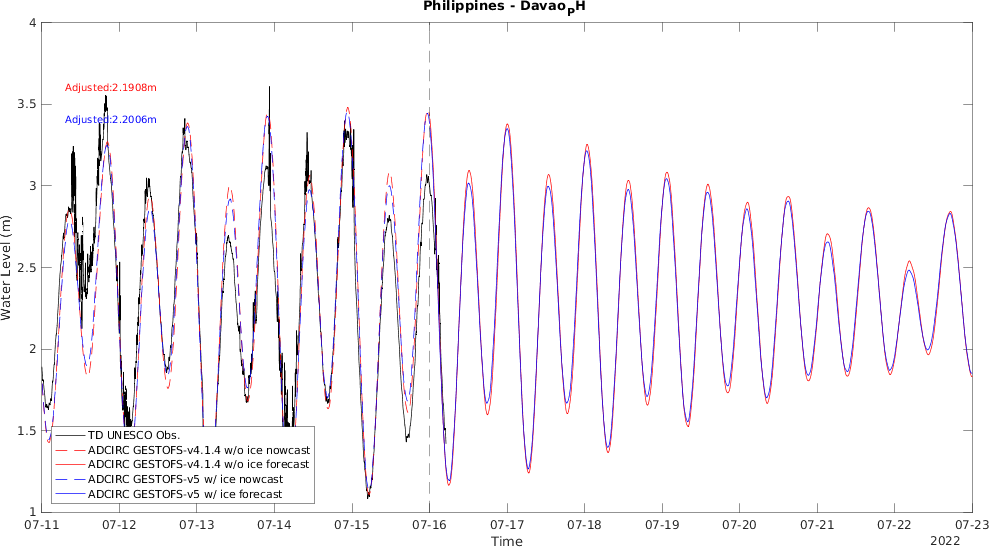 Philippines - DavaoPH
4
3.5
3
2.5
2
1.5
1
Water Level (m)
Adjusted:2.1908m
Adjusted:2.2006m
TD UNESCO Obs.
ADCIRC GESTOFS-v4.1.4 w/o ice nowcast
ADCIRC GESTOFS-v4.1.4 w/o ice forecast
ADCIRC GESTOFS-v5 w/ ice nowcast
ADCIRC GESTOFS-v5 w/ ice forecast
07-11 07-12 07-13 07-14 07-15 07-16 07-17 07-18 07-19 07-20 07-21 07-22 07-23
Time
2022